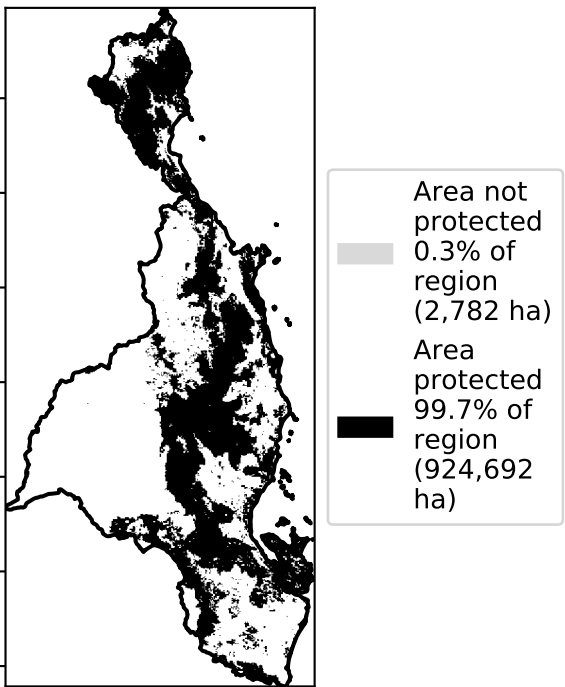 Area not
protected
0.3% of
region
(2,782 ha)
Area
protected
99.7% of
region
(924,692
ha)